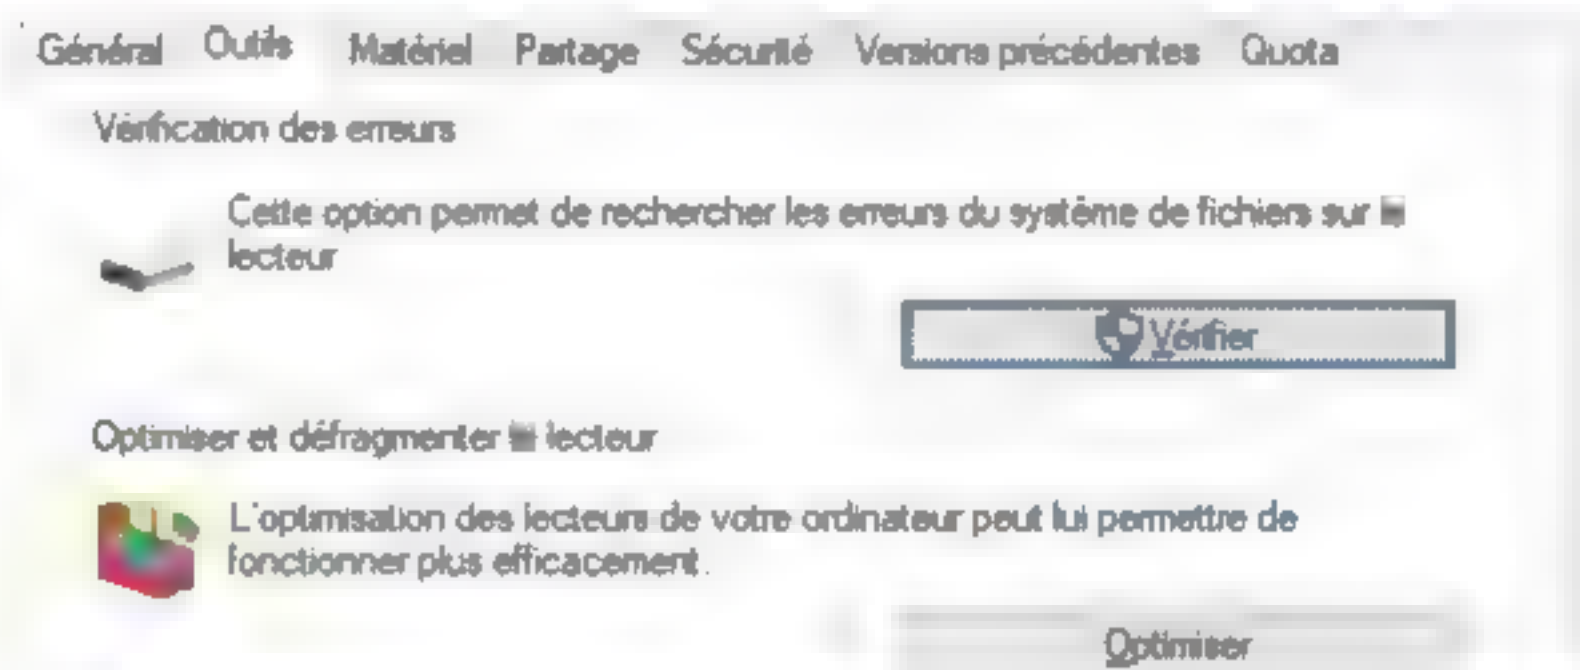 Général Outils Matériel Partage Sécurité Versions précédentes Quota
Vérification des erreurs
Cette option permet de rechercher les erreurs du système de fichiers sur
lecteur
Vérifier
Optimiser et défragmenter lecteur
L'optimisation des lecteurs de votre ordinateur peut lui permettre de
fonctionner plus efficacement.
Optimiser